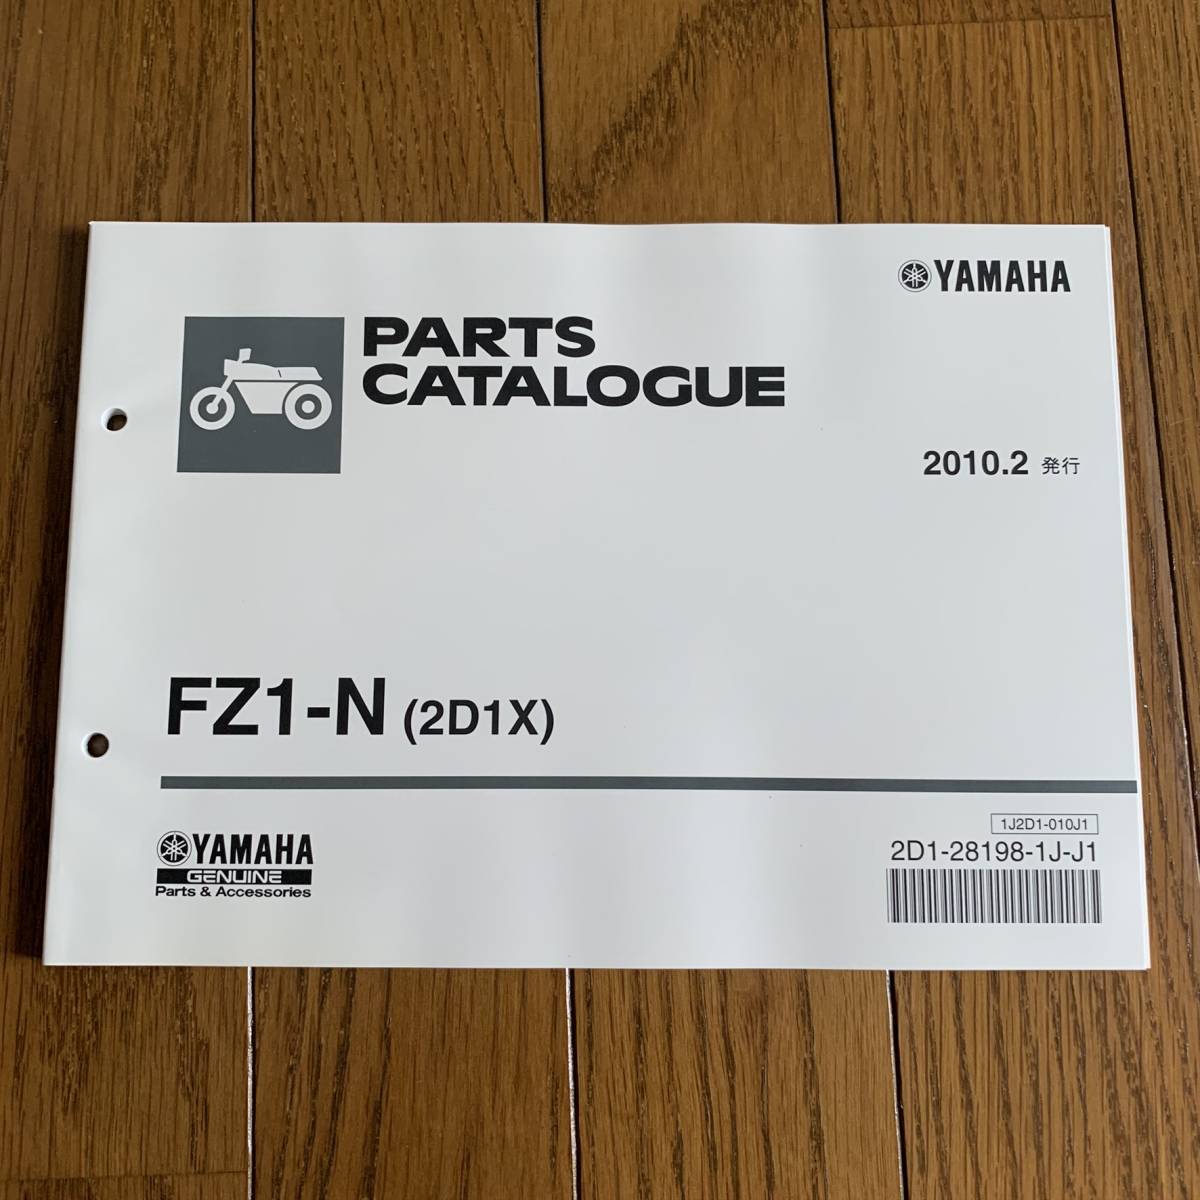 YAMAHA
PARTS
CATALOGUE
2010.2 発行
FZ1-N (2D1X)
YAMAHA
GENUINE
Parts & Accessories
1J2D1-010J1
2D1-28198-1J-J1